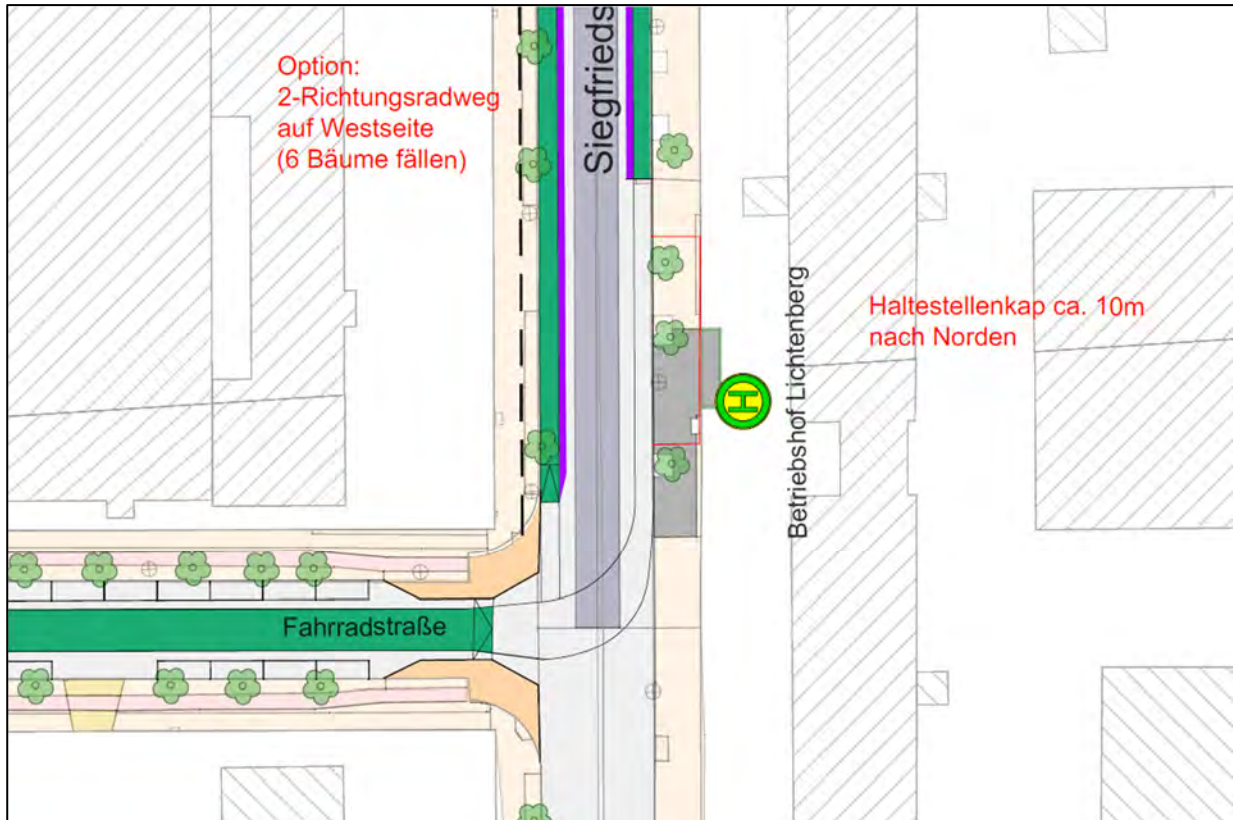 Option:
2-Richtungsradweg
auf Westseite
(6 Bäume fällen)
Siegfrieds
Haltestellenkap ca. 10m
nach Norden
H
Betriebshof Lichtenberg
Fahrradstraße